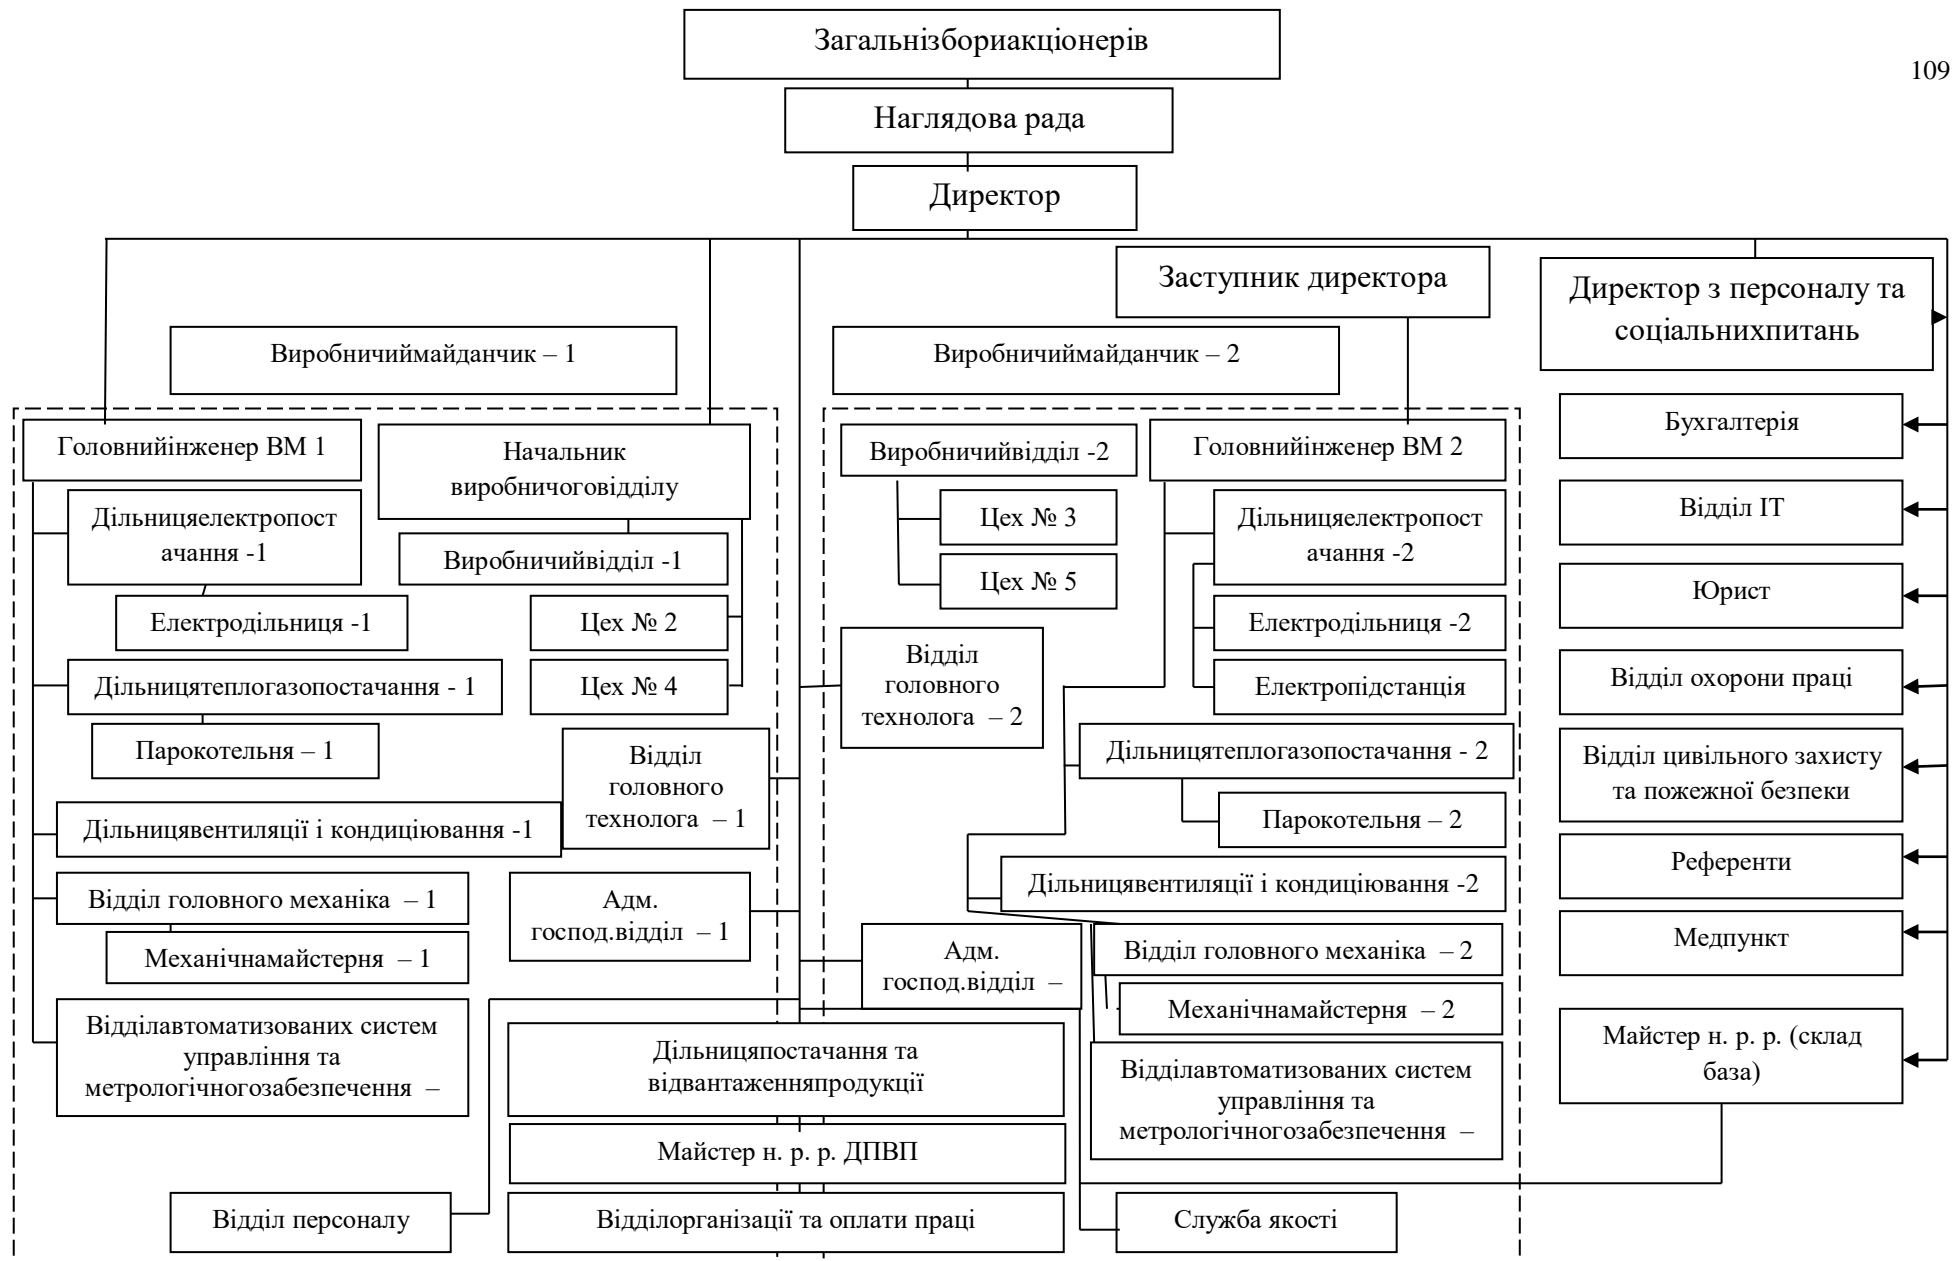 Загальнізбориакціонерів
109
Наглядова рада
Директор
Заступник директора
Директор з персоналу та
соціальнихпитань
Виробничиймайданчик – 1
Виробничиймайданчик – 2
Головнийінженер ВМ 1
Начальник
виробничоговідділу
Дільницяелектропост
ачання -1
Виробничийвідділ -1
Електродільниця -1
Цех № 2
Дільницятеплогазопостачання - 1
Цех № 4
Парокотельня – 1
Відділ
головного
технолога – 1
Дільницявентиляції і кондиціювання -1
Відділ головного механіка – 1
Адм.
господ.відділ – 1
Механічнамайстерня – 1
Відділавтоматизованих систем
управління та
метрологічногозабезпечення –
Виробничийвідділ -2
Головнийінженер ВМ 2
Цех № 3
Дільницяелектропост
ачання -2
Цех № 5
Електродільниця -2
Відділ
головного
технолога – 2
Електропідстанція
Дільницятеплогазопостачання - 2
Парокотельня – 2
Дільницявентиляції і кондиціювання -2
Адм.
господ.відділ –
Відділ головного механіка – 2
Механічнамайстерня – 2
Відділавтоматизованих систем
управління та
метрологічногозабезпечення –
Дільницяпостачання та
відвантаженняпродукції
Майстер н. р. р. ДПВП
Відділ персоналу
Відділорганізації та оплати праці
Служба якості
Бухгалтерія
Відділ ІТ
Юрист
Відділ охорони праці
Відділ цивільного захисту
та пожежної безпеки
Референти
Медпункт
Майстер н. р. р. (склад
база)